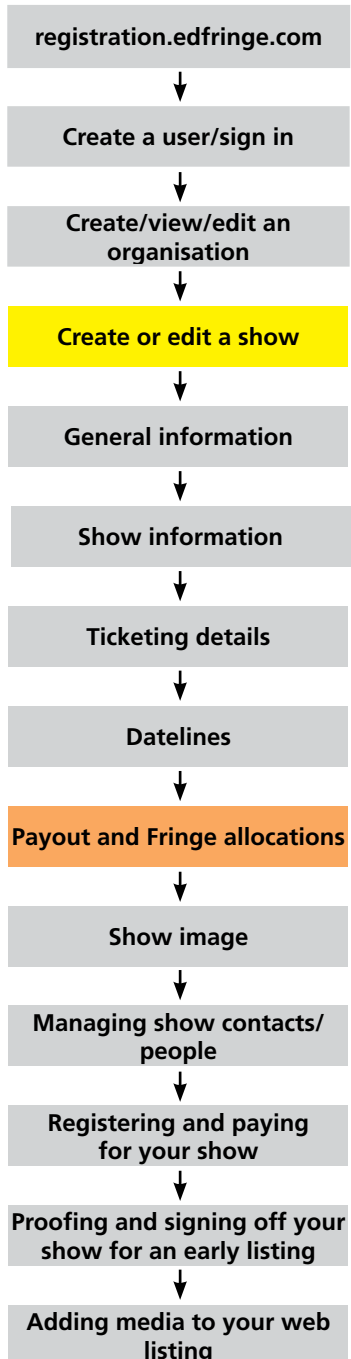 registration.edfringe.com
Create a user/sign in
Create/view/edit an
organisation
Create or edit a show
General information
Show information
Ticketing details
Datelines
Payout and Fringe allocations
Show image
Managing show contacts/
people
Registering and paying
for your show
Proofing and signing off your
show for an early listing
Adding media to your web
listing